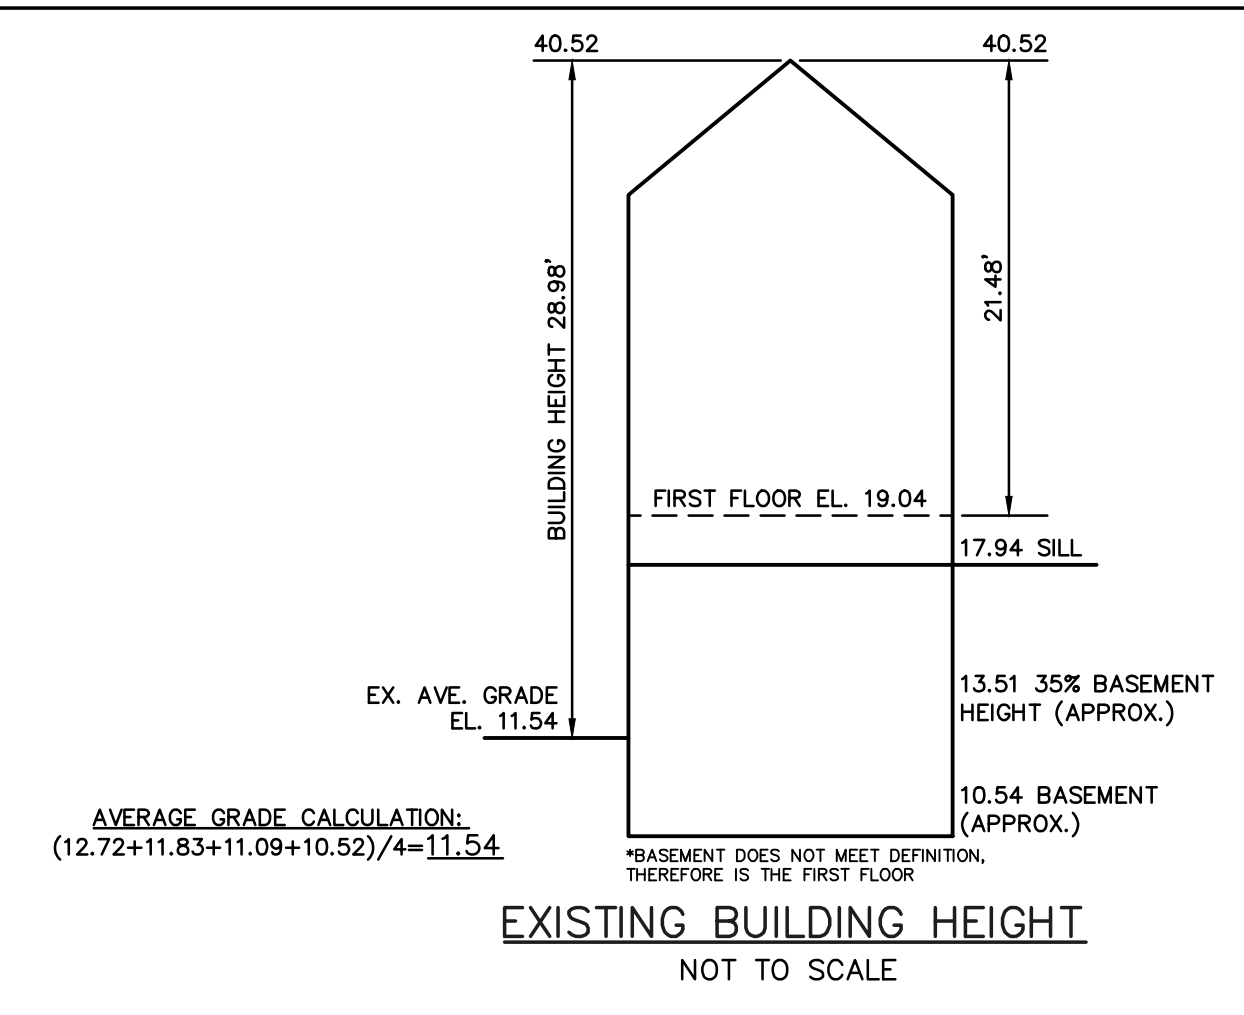 40.52
40.52
BUILDING HEIGHT 28.98'
21.48'
FIRST FLOOR EL. 19.04
17.94 SILL
EX. AVE. GRADE
EL. 11.54
13.51 35% BASEMENT
HEIGHT (APPROX.)
10.54 BASEMENT
(APPROX.)
AVERAGE GRADE CALCULATION:
(12.72+11.83+11.09+10.52)/4=11.54
*BASEMENT DOES NOT MEET DEFINITION,
THEREFORE IS THE FIRST FLOOR
EXISTING BUILDING HEIGHT
NOT TO SCALE